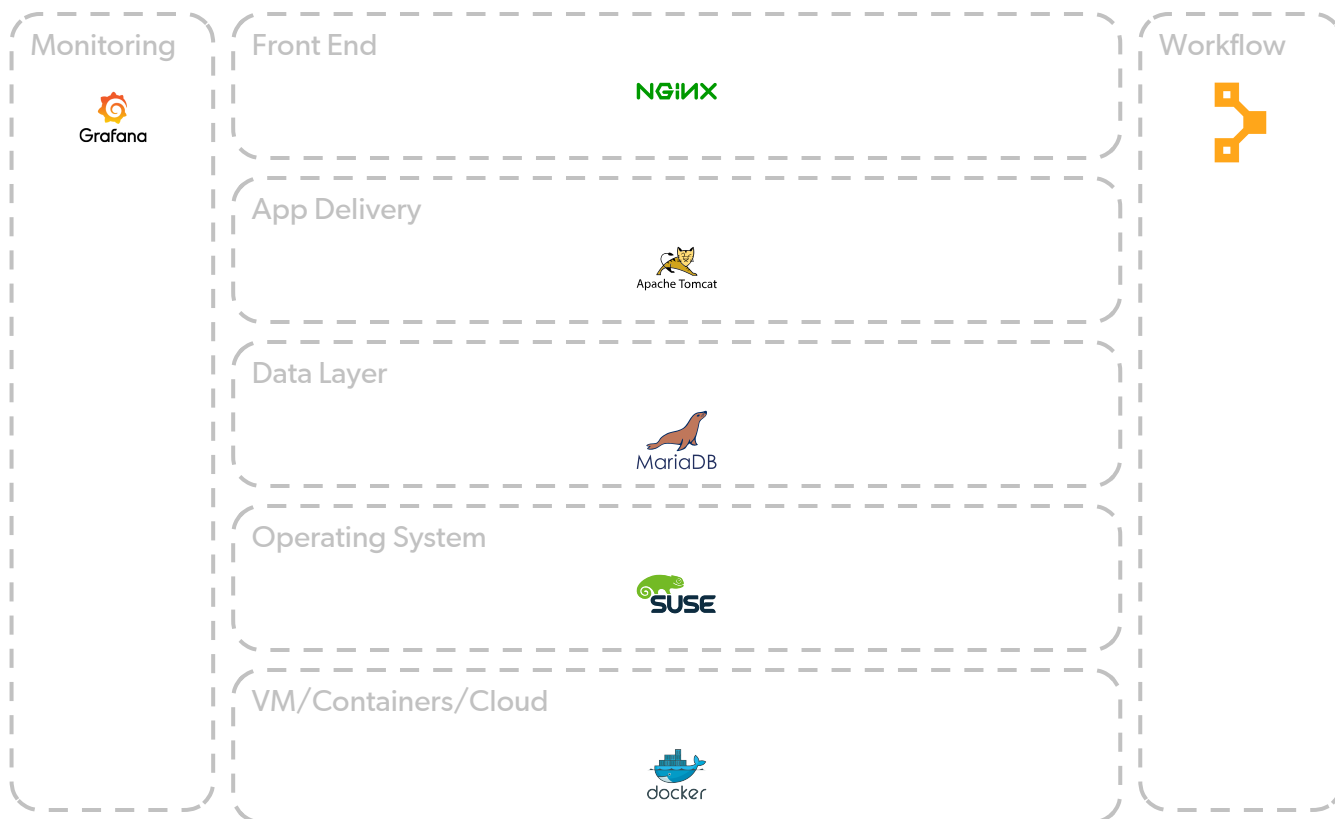 Monitoring
Grafana
Front End
NGINX
App Delivery
Apache Tomcat
Data Layer
MariaDB
Operating System
SUSE
VM/Containers/Cloud
docker
Workflow